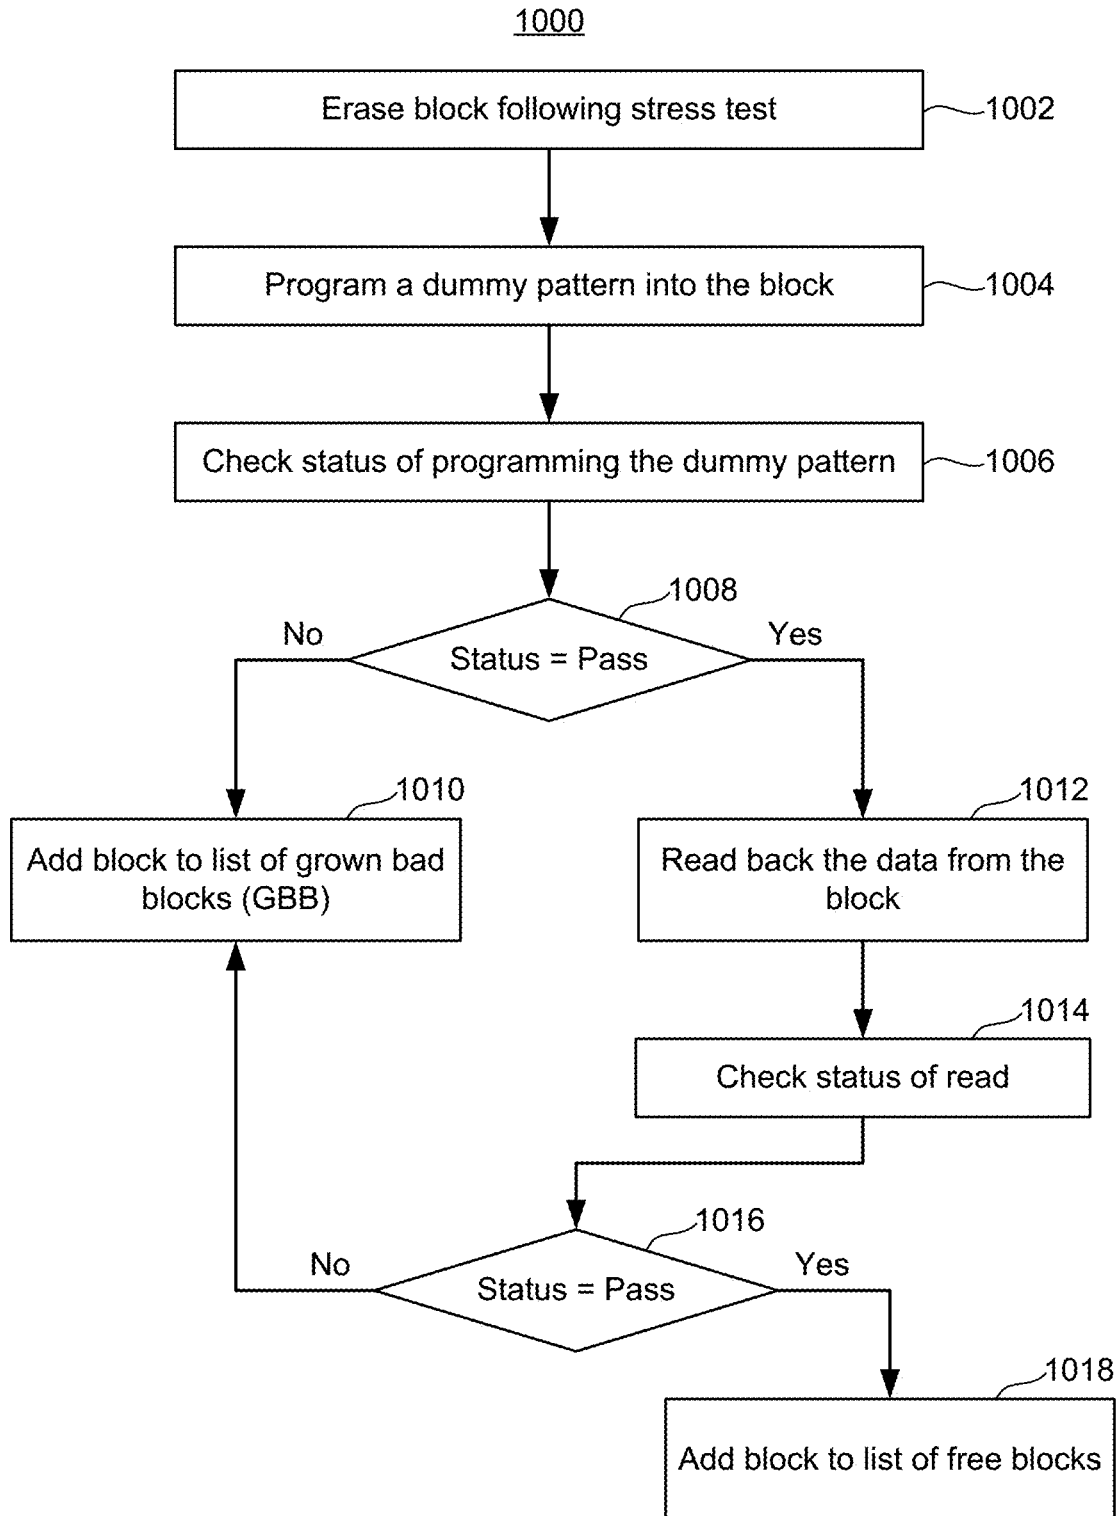 1000
Erase block following stress test
1002
Program a dummy pattern into the block
1004
Check status of programming the dummy pattern
1006
1008
No
Status = Pass
Yes
1010
Add block to list of grown bad
blocks (GBB)
1012
Read back the data from the
block
1014
Check status of read
1016
No
Status = Pass
Yes
1018
Add block to list of free blocks